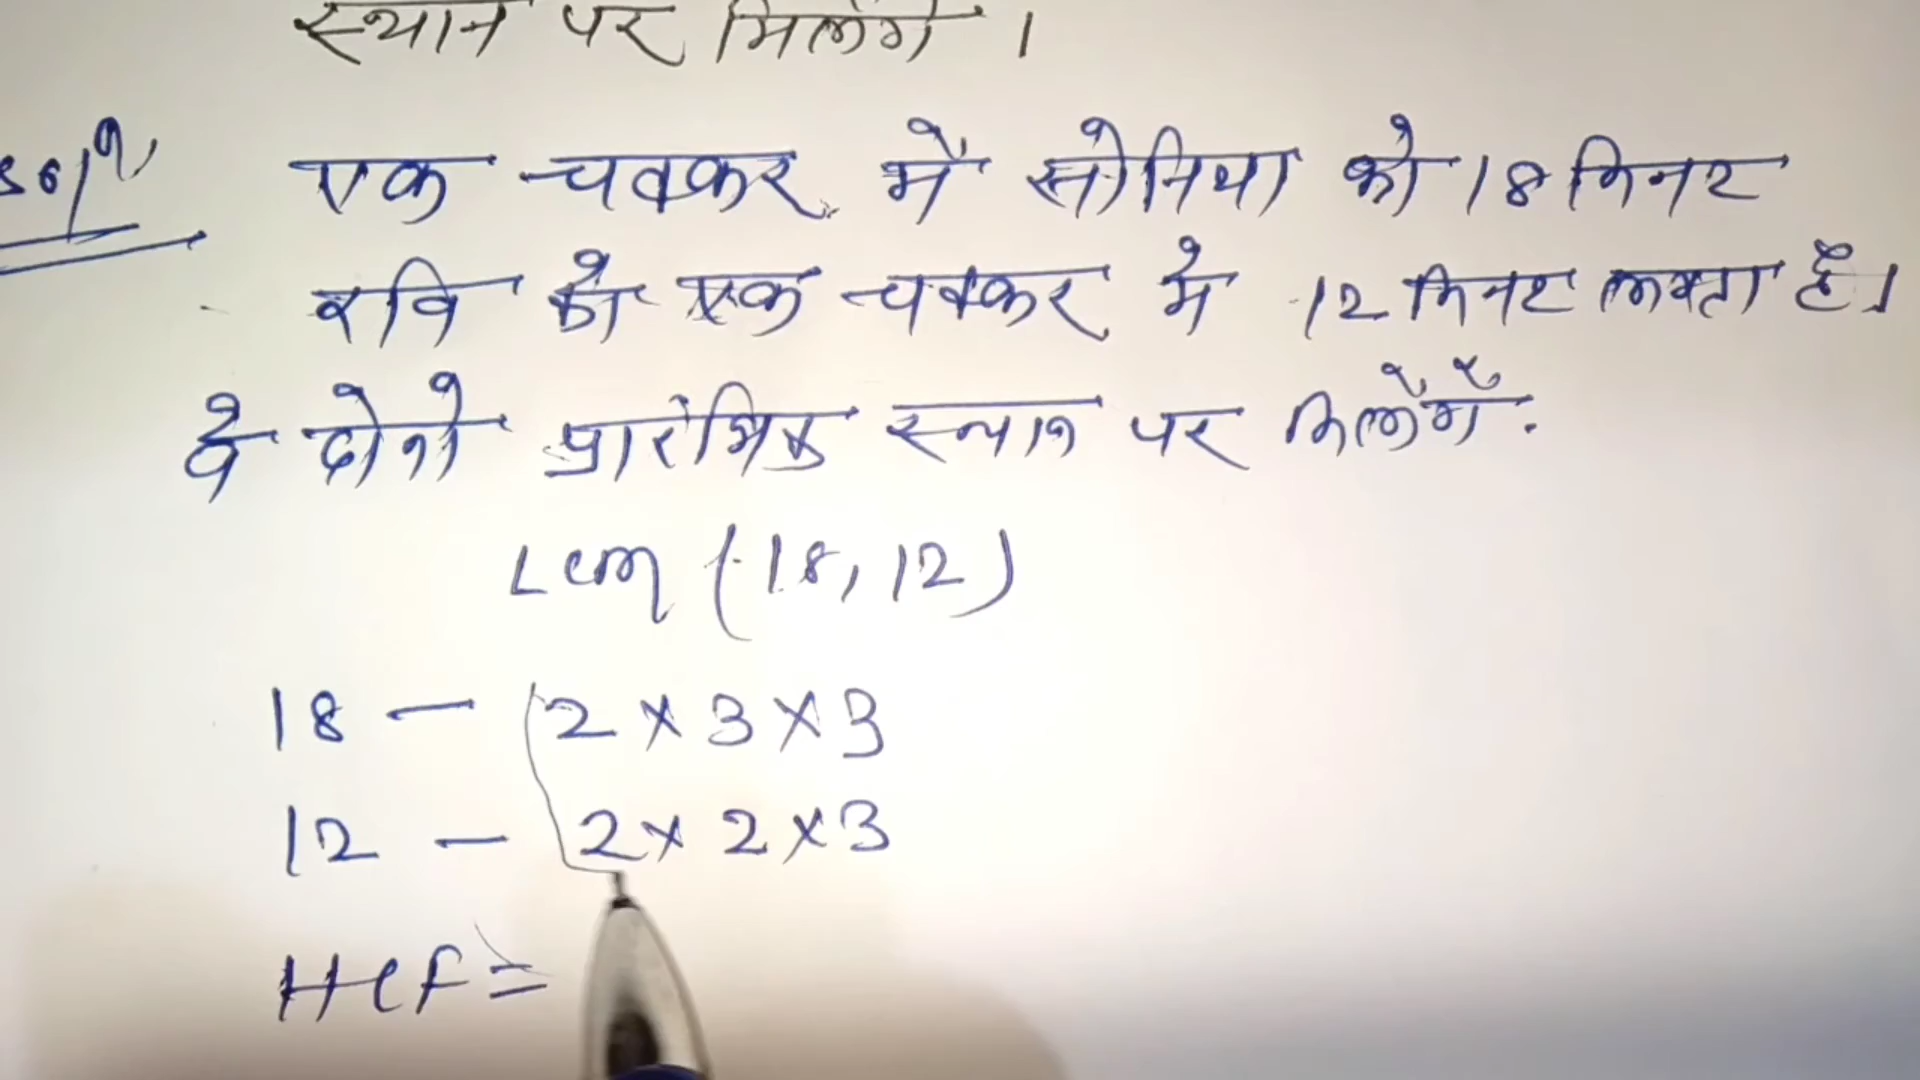 स्थान पर मिलेंगे ।
Solⁿ, एक चक्कर में सोनिया को 18 मिनट
रवि को एक चक्कर मे 12 मिनट लगता है।
वे दोनो प्रारंभिक स्थान पर मिलेंगें.
Lcm (18, 12)
18 — 2 × 3 × 3
12 — 2 × 2 × 3
Hcf =